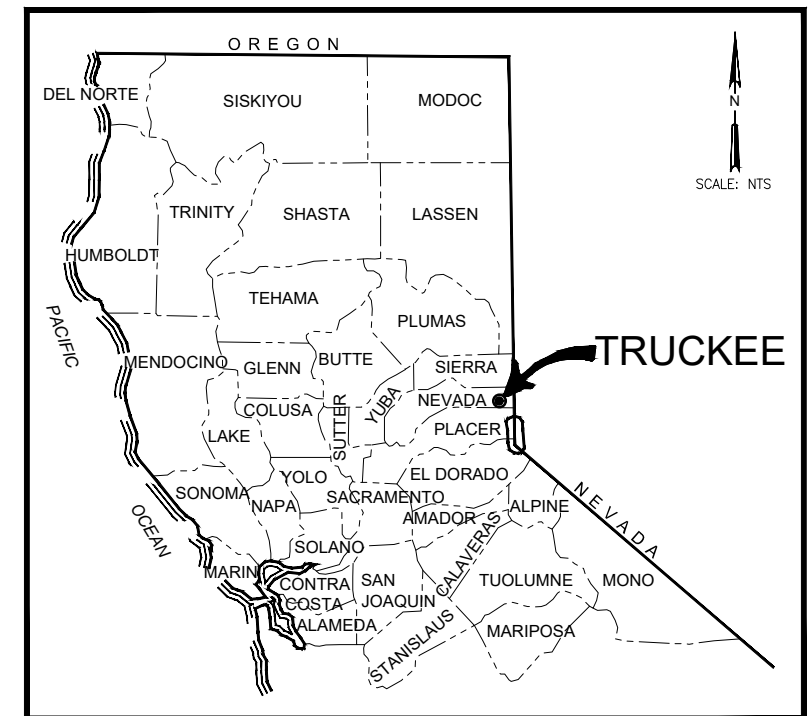 OREGON
DEL NORTE
SISKIYOU
MODOC
N
SCALE: NTS
TRINITY
SHASTA
LASSEN
HUMBOLDT
TEHAMA
PLUMAS
PACIFIC
MENDOCINO
GLENN
BUTTE
SIERRA
TRUCKEE
COLUSA
SUTTER
YUBA
NEVADA
LAKE
PLACER
YOLO
EL DORADO
SONOMA
NAPA
SACRAMENTO
NEVADA
AMADOR
ALPINE
OCEAN
SOLANO
CALAVERAS
MARIN
CONTRA
COSTA
SAN
JOAQUIN
TUOLUMNE
MONO
ALAMEDA
STANISLAUS
MARIPOSA